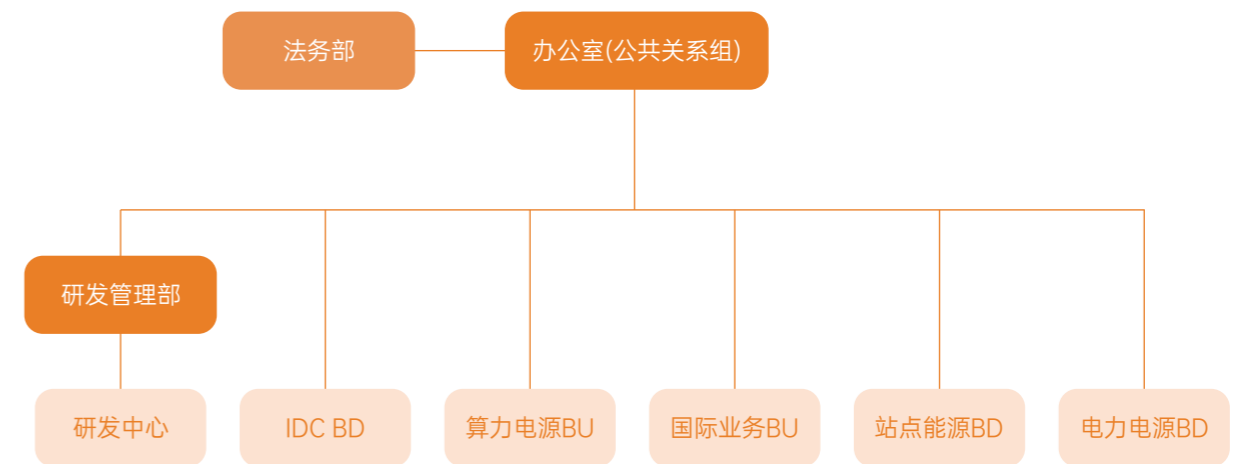 法务部
办公室(公共关系组)
研发管理部
研发中心
IDC BD
算力电源BU
国际业务BU
站点能源BD
电力电源BD